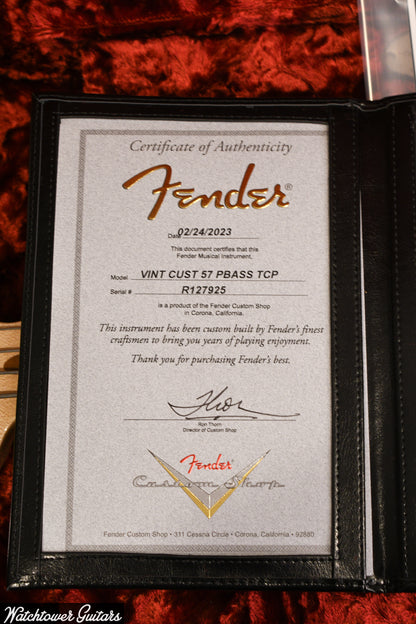 Certificate of Authenticity
Fender®
Date 02/24/2023
This document certifies that this
Fender Musical Instrument,
Model VINT CUST 57 PBASS TCP
Serial # R127925
is a product of the Fender Custom Shop
in Corona, California.
This instrument has been custom built by Fender's finest
craftsmen to bring you years of playing enjoyment.
Thank you for purchasing Fender's best.
Ron Thorn
Director of Custom Shop
Fender
Custom Shop
Fender Custom Shop • 311 Cessna Circle • Corona, California • 92880
Watchtower Guitars